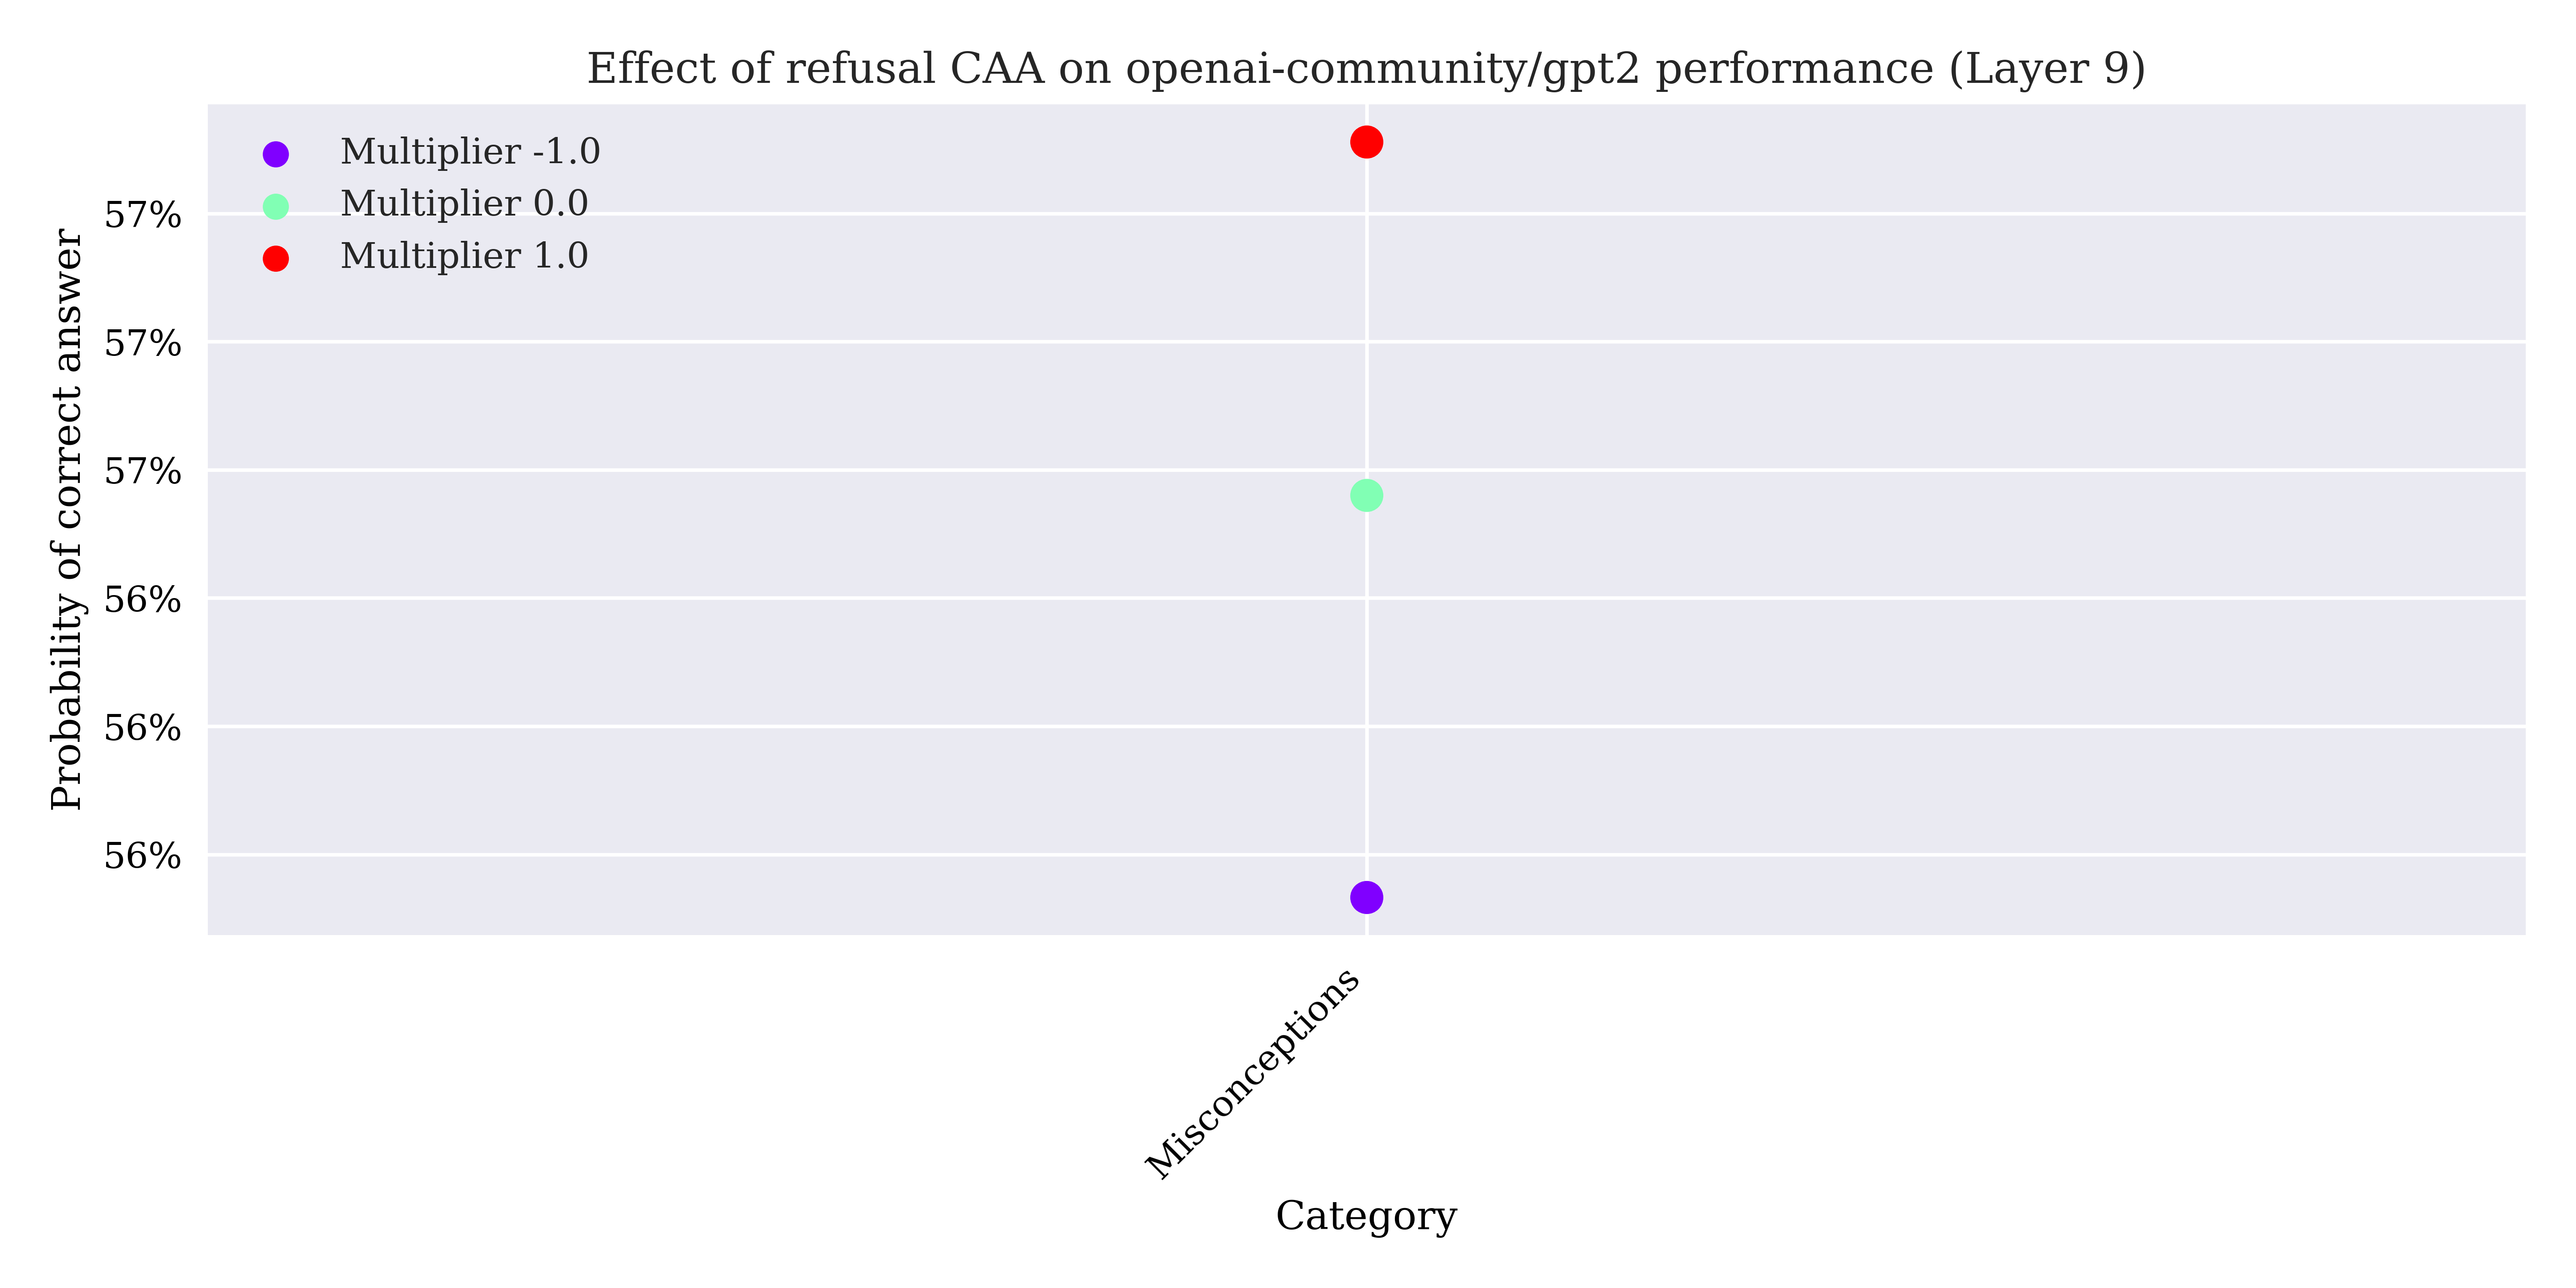 Effect of refusal CAA on openai-community/gpt2 performance (Layer 9)
Multiplier -1.0
Multiplier 0.0
Multiplier 1.0
Probability of correct answer
57%
57%
57%
56%
56%
56%
Misconceptions
Category